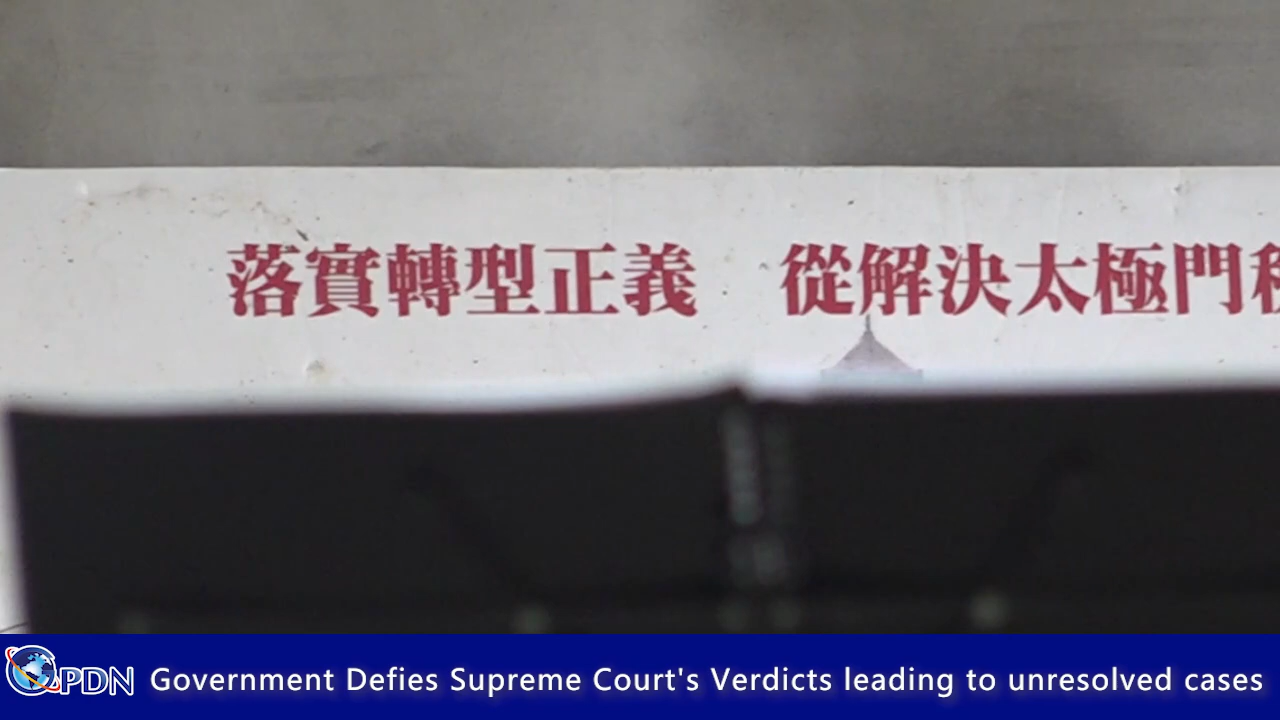 落實轉型正義 從解決太極門
PDN
Government Defies Supreme Court's Verdicts leading to unresolved cases